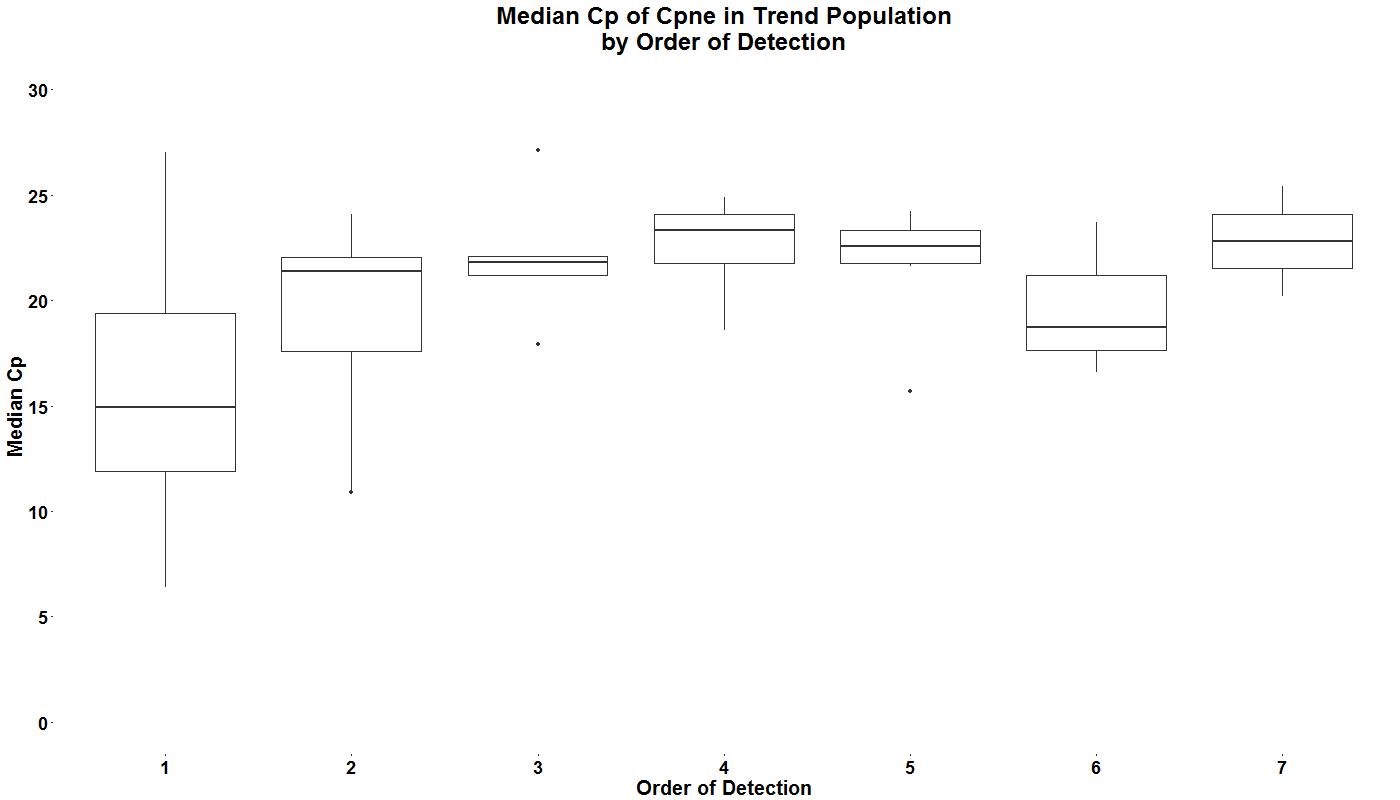 Median Cp of Cpne in Trend Population
by Order of Detection
30
25
20
15
10
5
0
Median Cp
1 2 3 4 5 6 7
Order of Detection